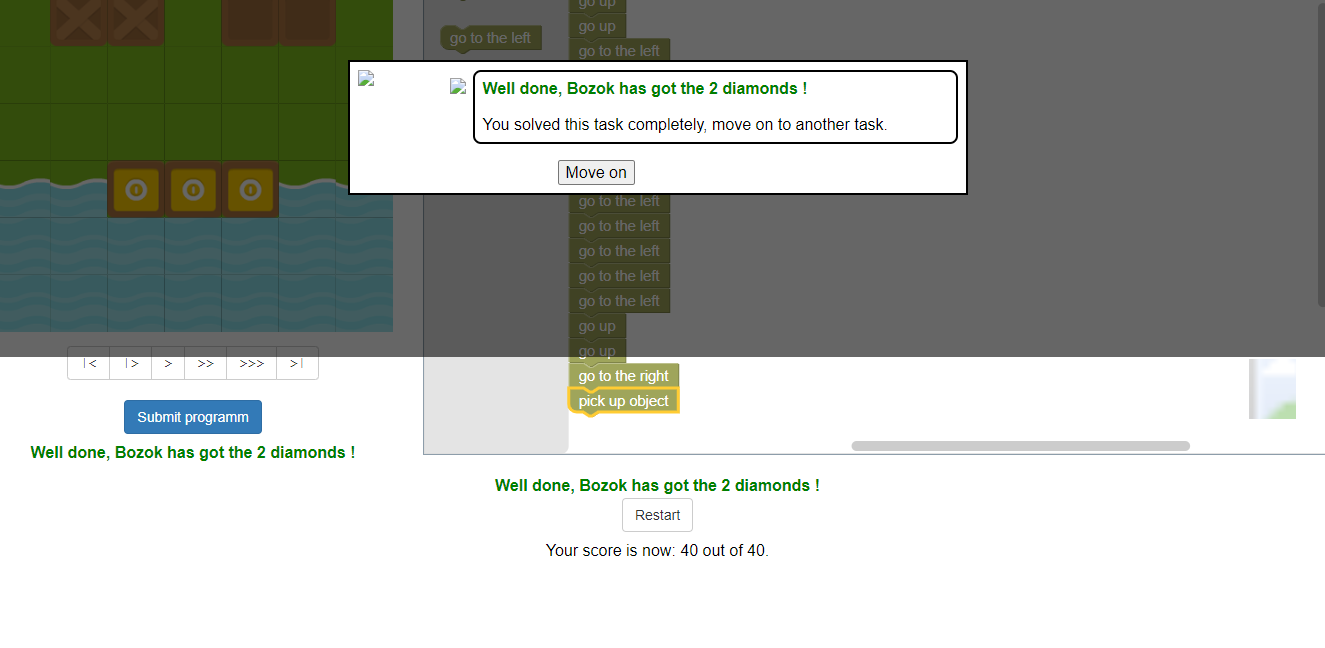 go up
go up
go to the left
go to the left
Well done, Bozok has got the 2 diamonds !
You solved this task completely, move on to another task.
Move on
go to the left
go to the left
go to the left
go to the left
go to the left
go up
go up
go to the right
pick up object
|< |> > >> >>> >|
Submit programm
Well done, Bozok has got the 2 diamonds !
Well done, Bozok has got the 2 diamonds !
Restart
Your score is now: 40 out of 40.